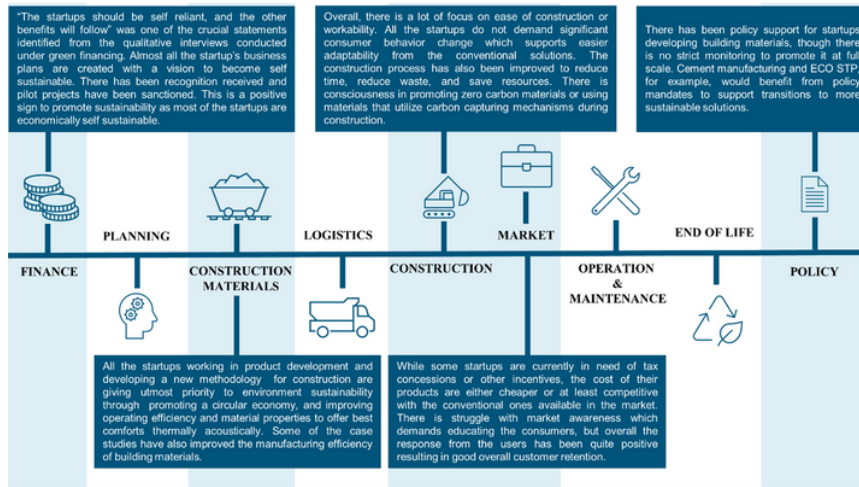 "The startups should be self reliant, and the other
benefits will follow" was one of the crucial statements
identified from the qualitative interviews conducted
under green financing. Almost all the startup's business
plans are created with a vision to become self
sustainable. There has been recognition received and
pilot projects have been sanctioned. This is a positive
sign to promote sustainability as most of the startups are
economically self sustainable.
Overall, there is a lot of focus on ease of construction or
workability. All the startups do not demand significant
consumer behavior change which supports easier
adaptability from the conventional solutions. The
construction process has also been improved to reduce
time, reduce waste, and save resources. There is
consciousness in promoting zero carbon materials or using
materials that utilize carbon capturing mechanisms during
construction.
There has been policy support for startups
developing building materials, though there
is no strict monitoring to promote it at full
scale. Cement manufacturing and ECO STP,
for example, would benefit from policy
mandates to support transitions to more
sustainable solutions.
FINANCE
PLANNING
CONSTRUCTION
MATERIALS
LOGISTICS
CONSTRUCTION
MARKET
OPERATION
&
MAINTENANCE
END OF LIFE
POLICY
All the startups working in product development and
developing a new methodology for construction are
giving utmost priority to environment sustainability
through promoting a circular economy, and improving
operating efficiency and material properties to offer best
comforts thermally acoustically. Some of the case
studies have also improved the manufacturing efficiency
of building materials.
While some startups are currently in need of tax
concessions or other incentives, the cost of their
products are either cheaper or at least competitive
with the conventional ones available in the market.
There is struggle with market awareness which
demands educating the consumers, but overall the
response from the users has been quite positive
resulting in good overall customer retention.